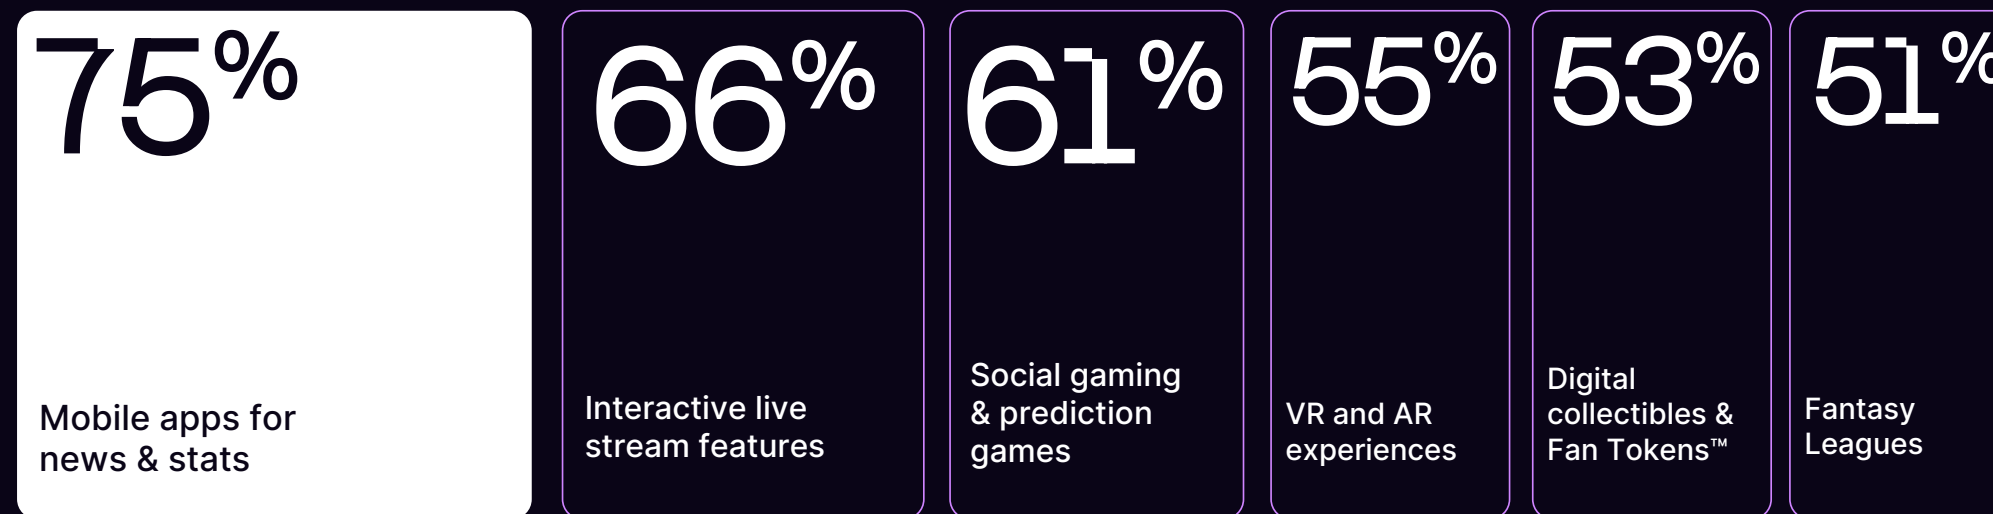 75%
Mobile apps for
news & stats
66%
Interactive live
stream features
61%
Social gaming
& prediction
games
55%
VR and AR
experiences
53%
Digital
collectibles &
Fan Tokens™
51%
Fantasy
Leagues